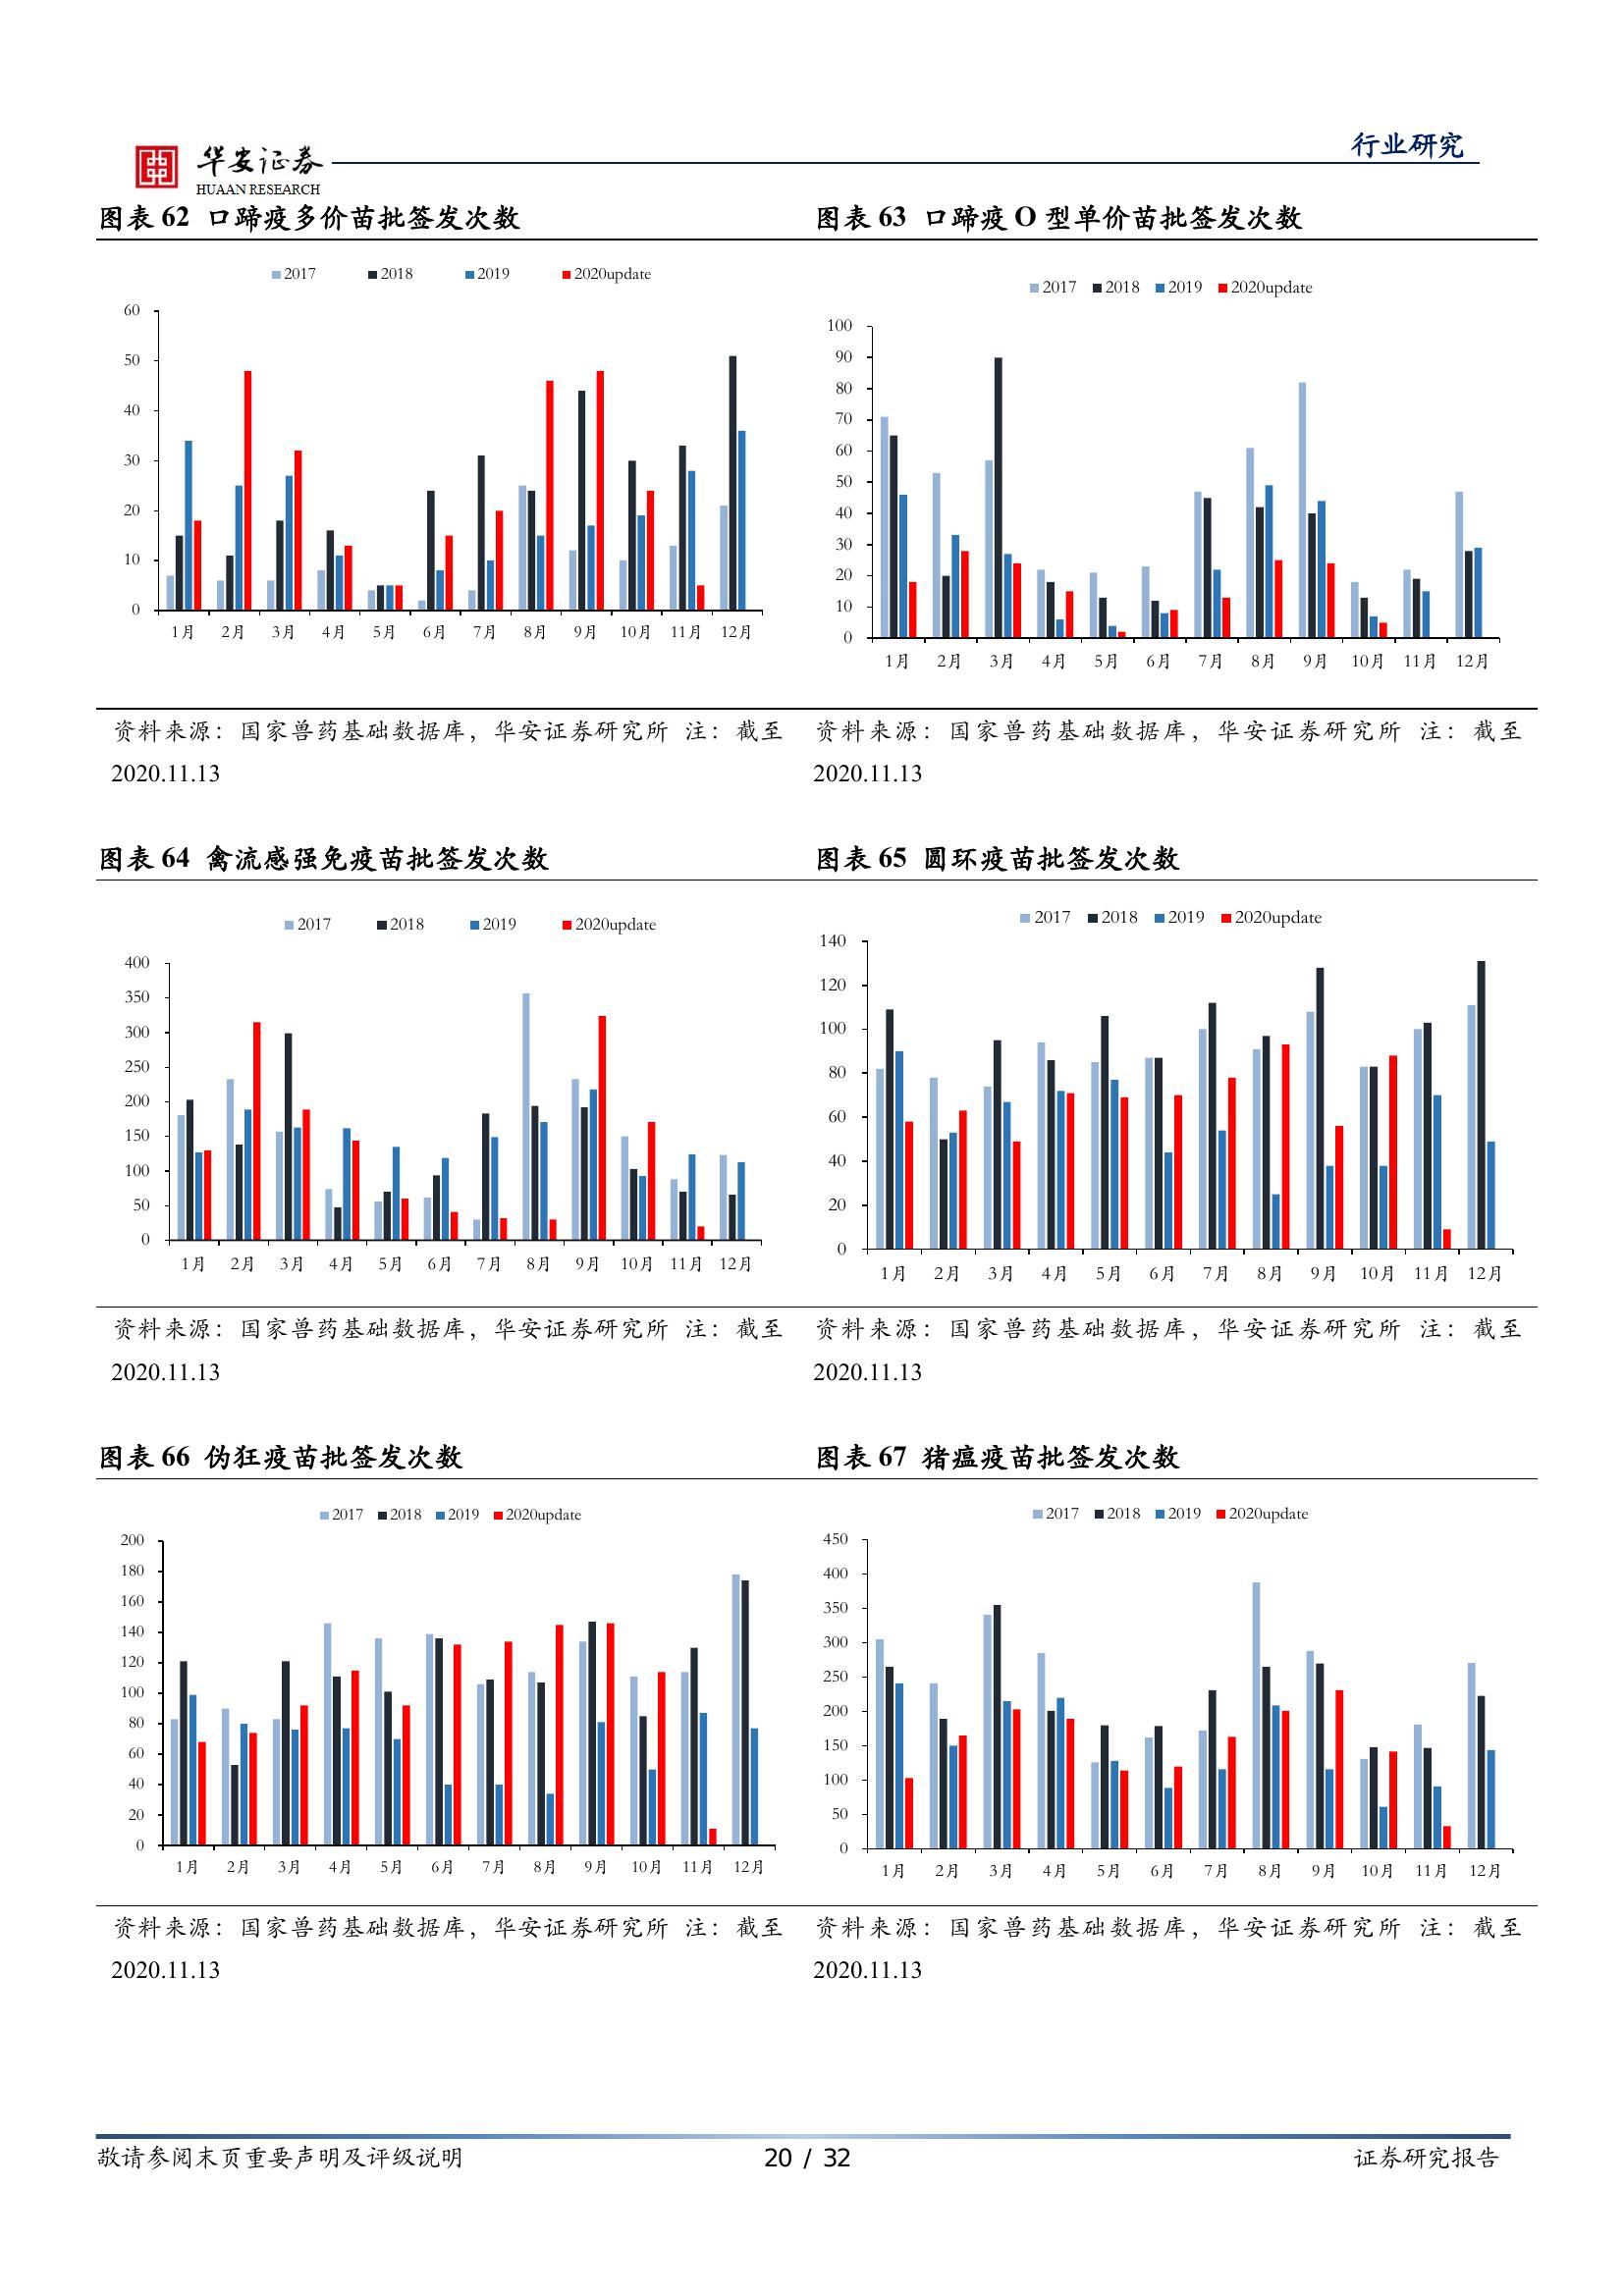 行业研究
华安证券
HUAAN RESEARCH
图表 62 口蹄疫多价苗批签发次数
2017 2018 2019 2020update
60
50
40
30
20
10
0
1月 2月 3月 4月 5月 6月 7月 8月 9月 10月 11月 12月
资料来源：国家兽药基础数据库，华安证券研究所 注：截至
2020.11.13
图表 63 口蹄疫 O 型单价苗批签发次数
2017 2018 2019 2020update
100
90
80
70
60
50
40
30
20
10
0
1月 2月 3月 4月 5月 6月 7月 8月 9月 10月 11月 12月
资料来源：国家兽药基础数据库，华安证券研究所 注：截至
2020.11.13
图表 64 禽流感强免疫苗批签发次数
2017 2018 2019 2020update
400
350
300
250
200
150
100
50
0
1月 2月 3月 4月 5月 6月 7月 8月 9月 10月 11月 12月
资料来源：国家兽药基础数据库，华安证券研究所 注：截至
2020.11.13
图表 65 圆环疫苗批签发次数
2017 2018 2019 2020update
140
120
100
80
60
40
20
0
1月 2月 3月 4月 5月 6月 7月 8月 9月 10月 11月 12月
资料来源：国家兽药基础数据库，华安证券研究所 注：截至
2020.11.13
图表 66 伪狂疫苗批签发次数
2017 2018 2019 2020update
200
180
160
140
120
100
80
60
40
20
0
1月 2月 3月 4月 5月 6月 7月 8月 9月 10月 11月 12月
资料来源：国家兽药基础数据库，华安证券研究所 注：截至
2020.11.13
图表 67 猪瘟疫苗批签发次数
2017 2018 2019 2020update
450
400
350
300
250
200
150
100
50
0
1月 2月 3月 4月 5月 6月 7月 8月 9月 10月 11月 12月
资料来源：国家兽药基础数据库，华安证券研究所 注：截至
2020.11.13
敬请参阅末页重要声明及评级说明 20 / 32 证券研究报告